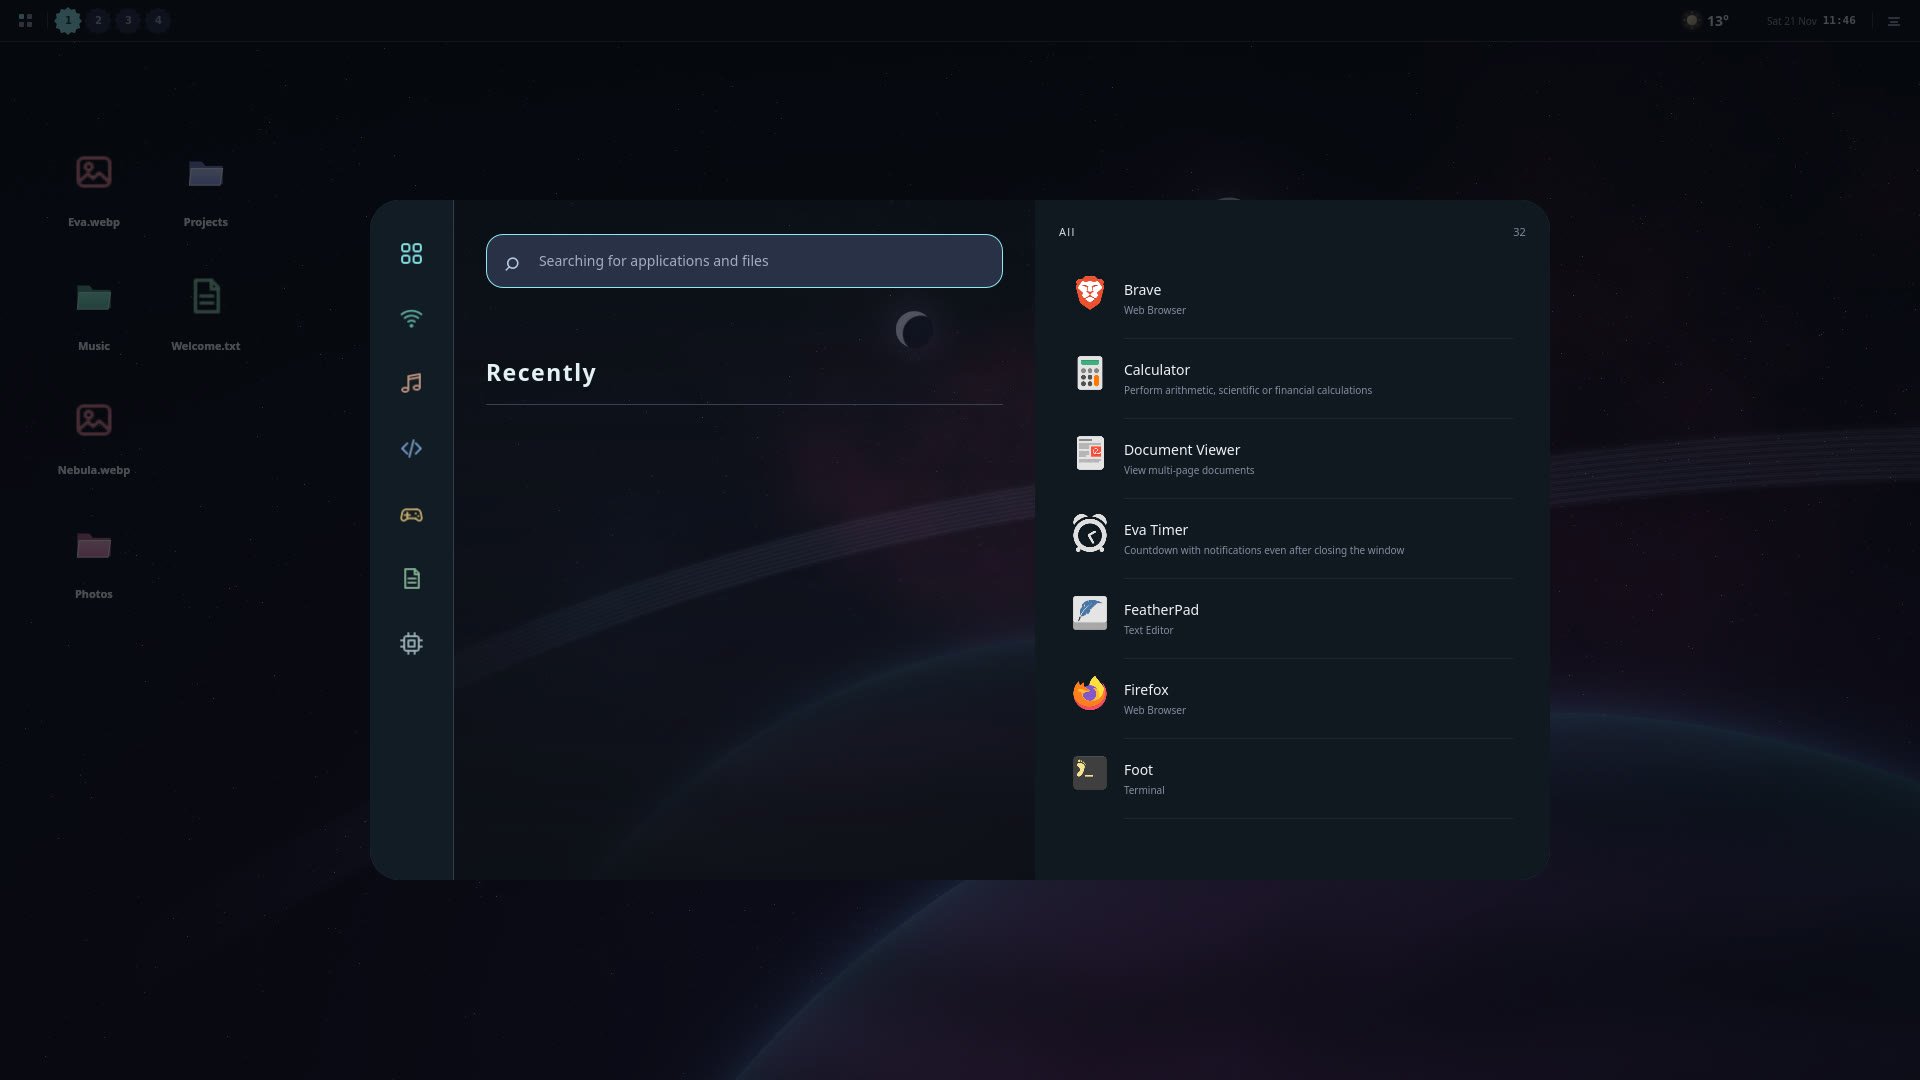 1 2 3 4
13°
Sat 21 Nov 11:46
Eva.webp
Projects
Music
Welcome.txt
Nebula.webp
Photos
Searching for applications and files
Recently
All 32
Brave
Web Browser
Calculator
Perform arithmetic, scientific or financial calculations
Document Viewer
View multi-page documents
Eva Timer
Countdown with notifications even after closing the window
FeatherPad
Text Editor
Firefox
Web Browser
Foot
Terminal